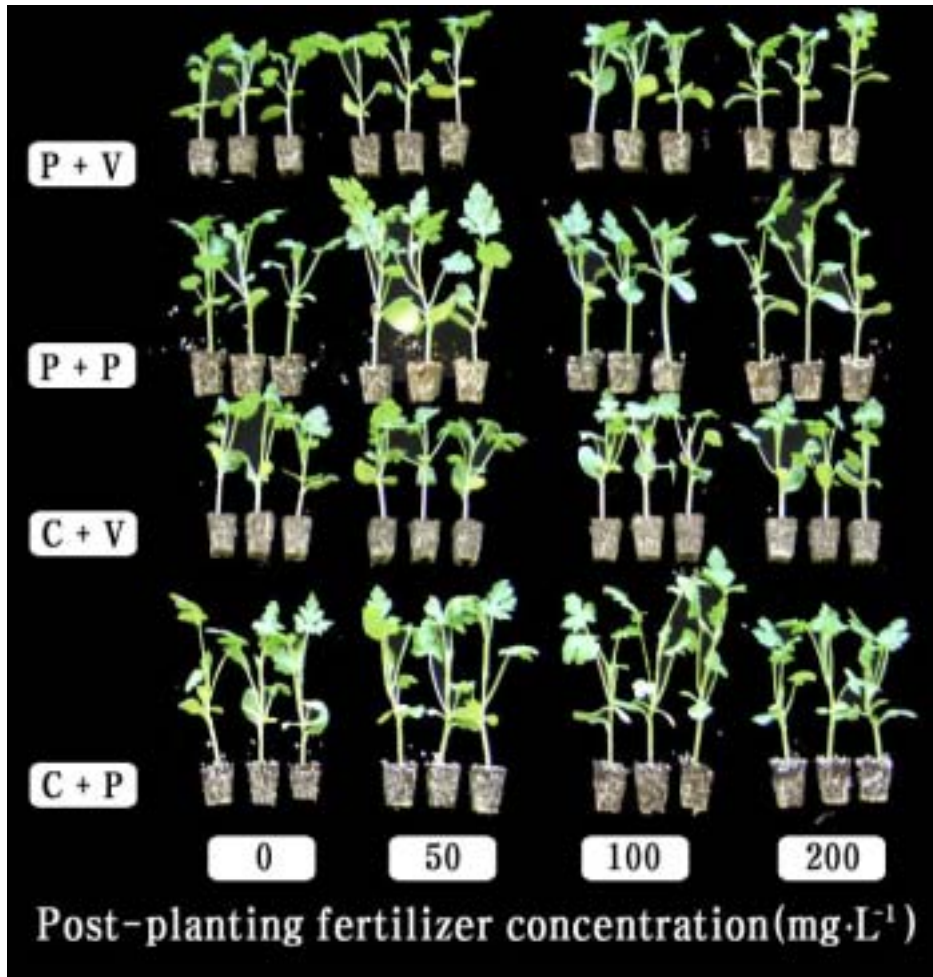 P + V
P + P
C + V
C + P
0 50 100 200
Post-planting fertilizer concentration(mg·L⁻¹)